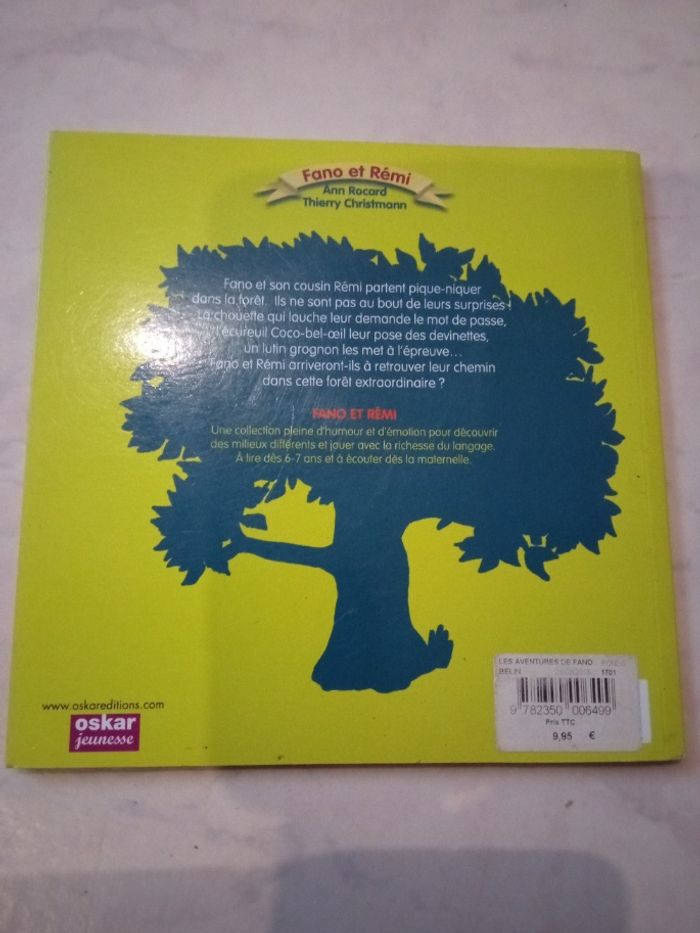 Fano et Rémi
Ann Rocard
Thierry Christmann
Fano et son cousin Rémi partent pique-niquer
dans la forêt. Ils ne sont pas au bout de leurs surprises !
La chouette qui louche leur demande le mot de passe,
l'écureuil Coco-bel-œil leur pose des devinettes,
un lutin grognon les met à l'épreuve...
Fano et Rémi arriveront-ils à retrouver leur chemin
dans cette forêt extraordinaire ?
FANO ET RÉMI
Une collection pleine d'humour et d'émotion pour découvrir
des milieux différents et jouer avec la richesse du langage.
À lire dès 6-7 ans et à écouter dès la maternelle.
www.oskareditions.com
oskar
jeunesse
LES AVENTURES DE FANO
BELIN 1701
9 782350 006499
Prix TTC
9,95 €